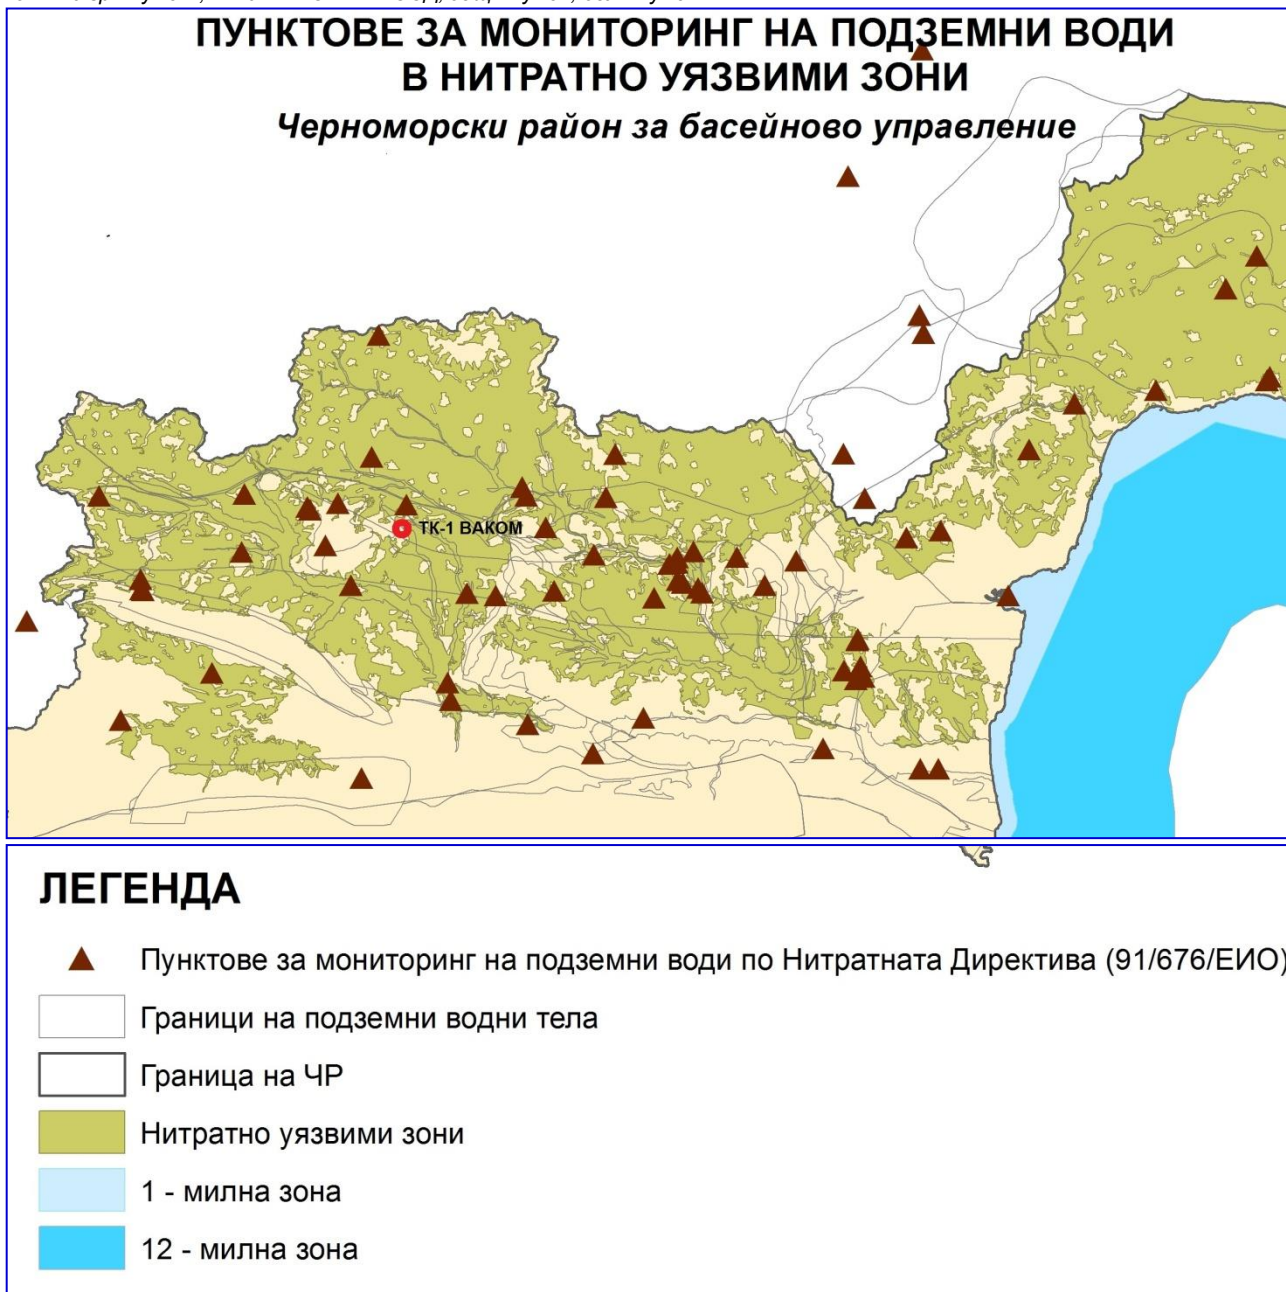 ПУНКТОВЕ ЗА МОНИТОРИНГ НА ПОДЗЕМНИ ВОДИ
В НИТРАТНО УЯЗВИМИ ЗОНИ
Черноморски район за басейново управление
ТК-1 ВАКОМ
ЛЕГЕНДА
Пунктове за мониторинг на подземни води по Нитратната Директива (91/676/ЕИО)
Граници на подземни водни тела
Граница на ЧР
Нитратно уязвими зони
1 - милна зона
12 - милна зона